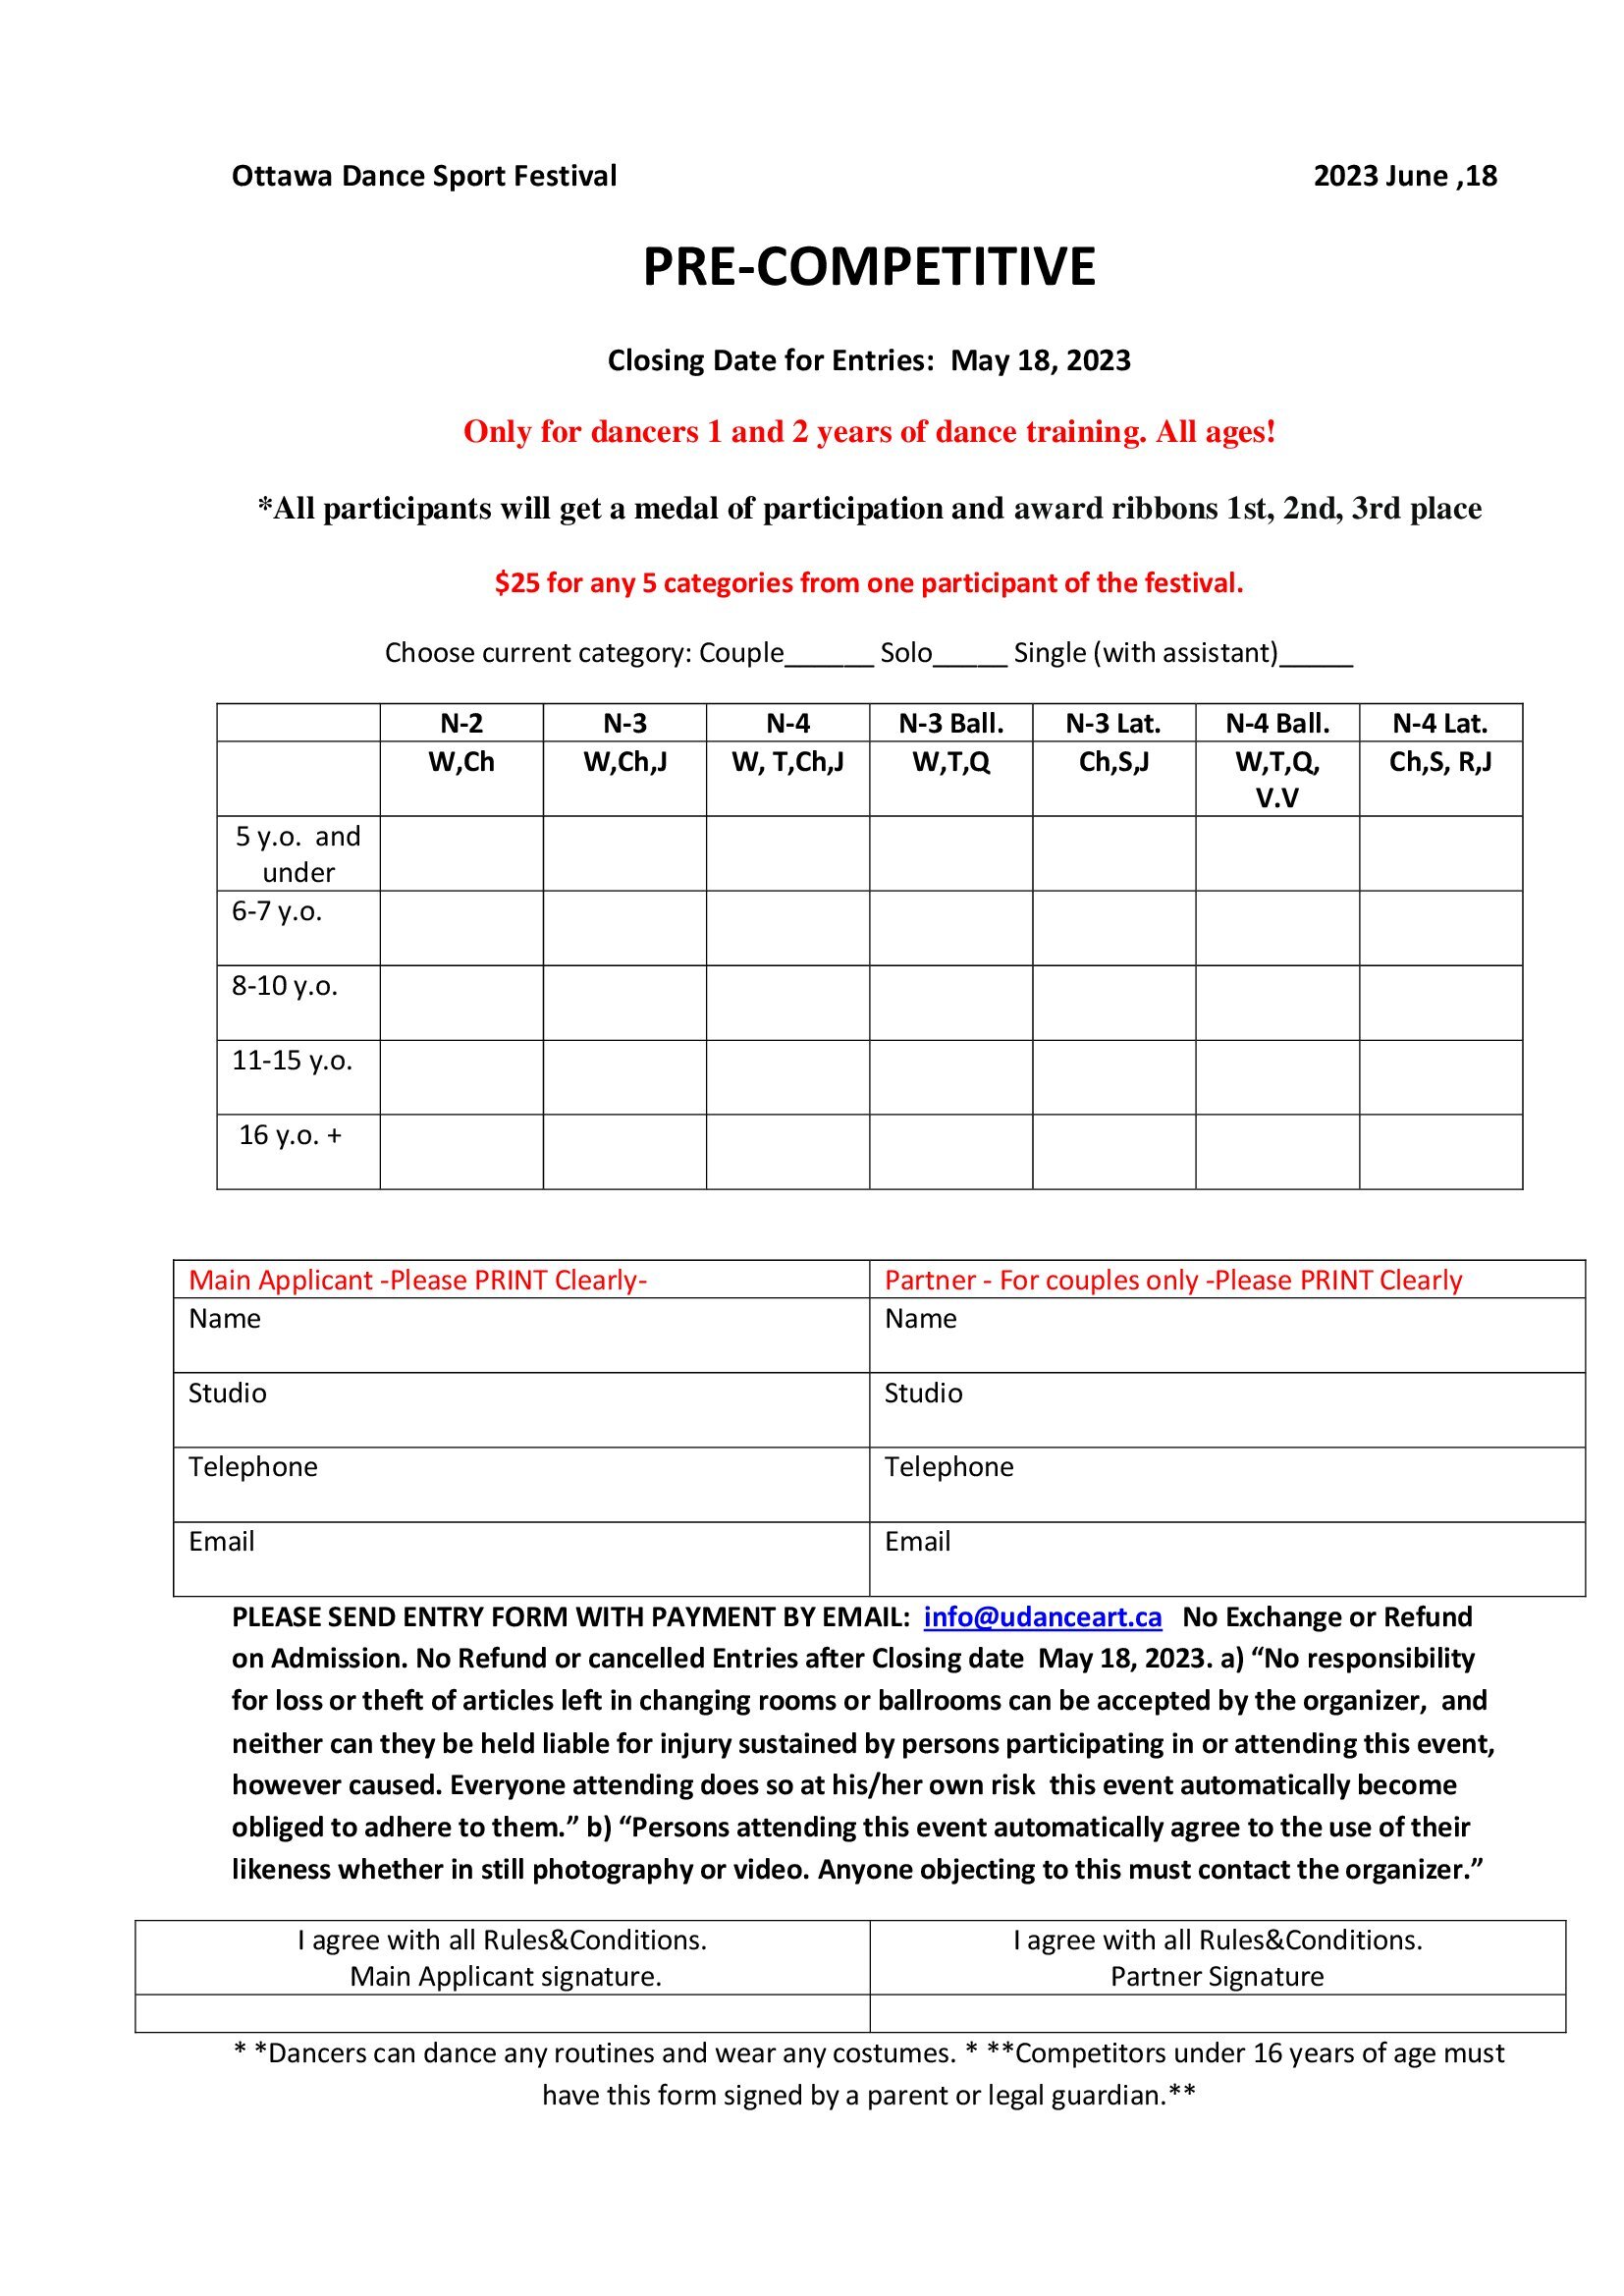 Ottawa Dance Sport Festival 2023 June ,18
PRE-COMPETITIVE
Closing Date for Entries: May 18, 2023
Only for dancers 1 and 2 years of dance training. All ages!
*All participants will get a medal of participation and award ribbons 1st, 2nd, 3rd place
$25 for any 5 categories from one participant of the festival.
Choose current category: Couple______ Solo_____ Single (with assistant)_____
N-2 N-3 N-4 N-3 Ball. N-3 Lat. N-4 Ball. N-4 Lat.
W,Ch W,Ch,J W, T,Ch,J W,T,Q Ch,S,J W,T,Q, Ch,S, R,J
V.V
5 y.o. and
under
6-7 y.o.
8-10 y.o.
11-15 y.o.
16 y.o. +
Main Applicant -Please PRINT Clearly- Partner - For couples only -Please PRINT Clearly
Name Name
Studio Studio
Telephone Telephone
Email Email
PLEASE SEND ENTRY FORM WITH PAYMENT BY EMAIL: info@udanceart.ca No Exchange or Refund
on Admission. No Refund or cancelled Entries after Closing date May 18, 2023. a) “No responsibility
for loss or theft of articles left in changing rooms or ballrooms can be accepted by the organizer, and
neither can they be held liable for injury sustained by persons participating in or attending this event,
however caused. Everyone attending does so at his/her own risk this event automatically become
obliged to adhere to them.” b) “Persons attending this event automatically agree to the use of their
likeness whether in still photography or video. Anyone objecting to this must contact the organizer.”
I agree with all Rules&Conditions. I agree with all Rules&Conditions.
Main Applicant signature. Partner Signature
* *Dancers can dance any routines and wear any costumes. * **Competitors under 16 years of age must
have this form signed by a parent or legal guardian.**